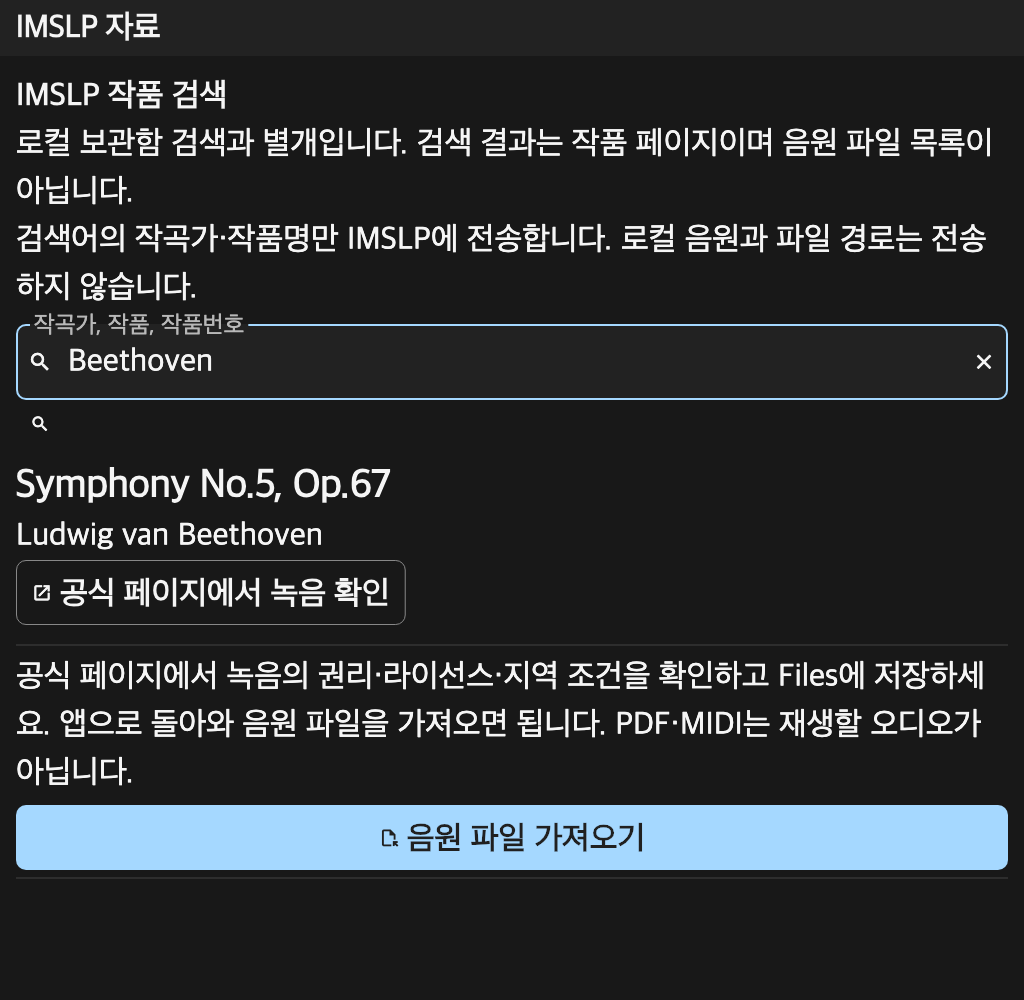 IMSLP 자료
IMSLP 작품 검색
로컬 보관함 검색과 별개입니다. 검색 결과는 작품 페이지이며 음원 파일 목록이
아닙니다.
검색어의 작곡가·작품명만 IMSLP에 전송합니다. 로컬 음원과 파일 경로는 전송
하지 않습니다.
작곡가, 작품, 작품번호
Beethoven
Symphony No.5, Op.67
Ludwig van Beethoven
공식 페이지에서 녹음 확인
공식 페이지에서 녹음의 권리·라이선스·지역 조건을 확인하고 Files에 저장하세
요. 앱으로 돌아와 음원 파일을 가져오면 됩니다. PDF·MIDI는 재생할 오디오가
아닙니다.
음원 파일 가져오기